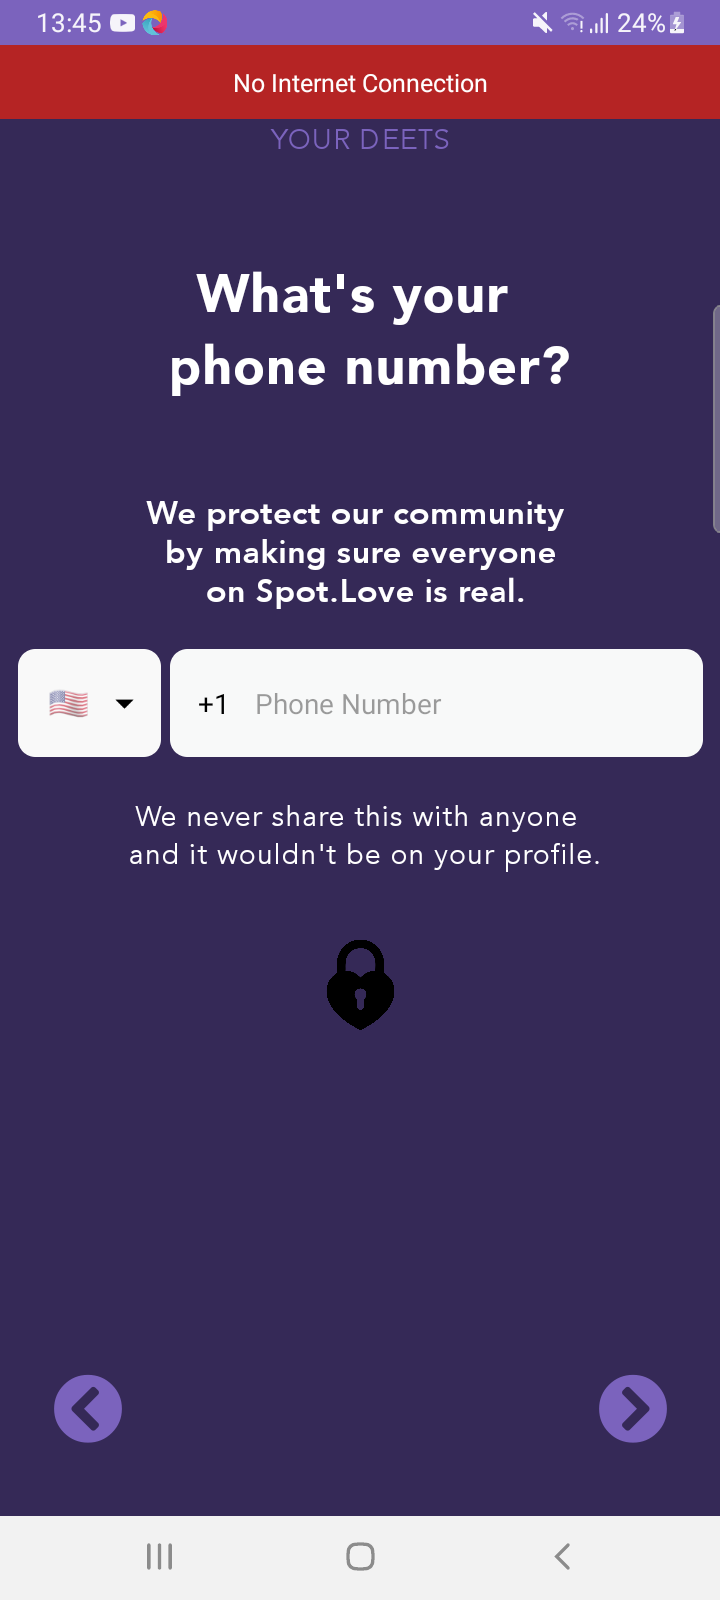 13:45
24%
No Internet Connection
YOUR DEETS
What's your
phone number?
We protect our community
by making sure everyone
on Spot.Love is real.
+1 Phone Number
We never share this with anyone
and it wouldn't be on your profile.